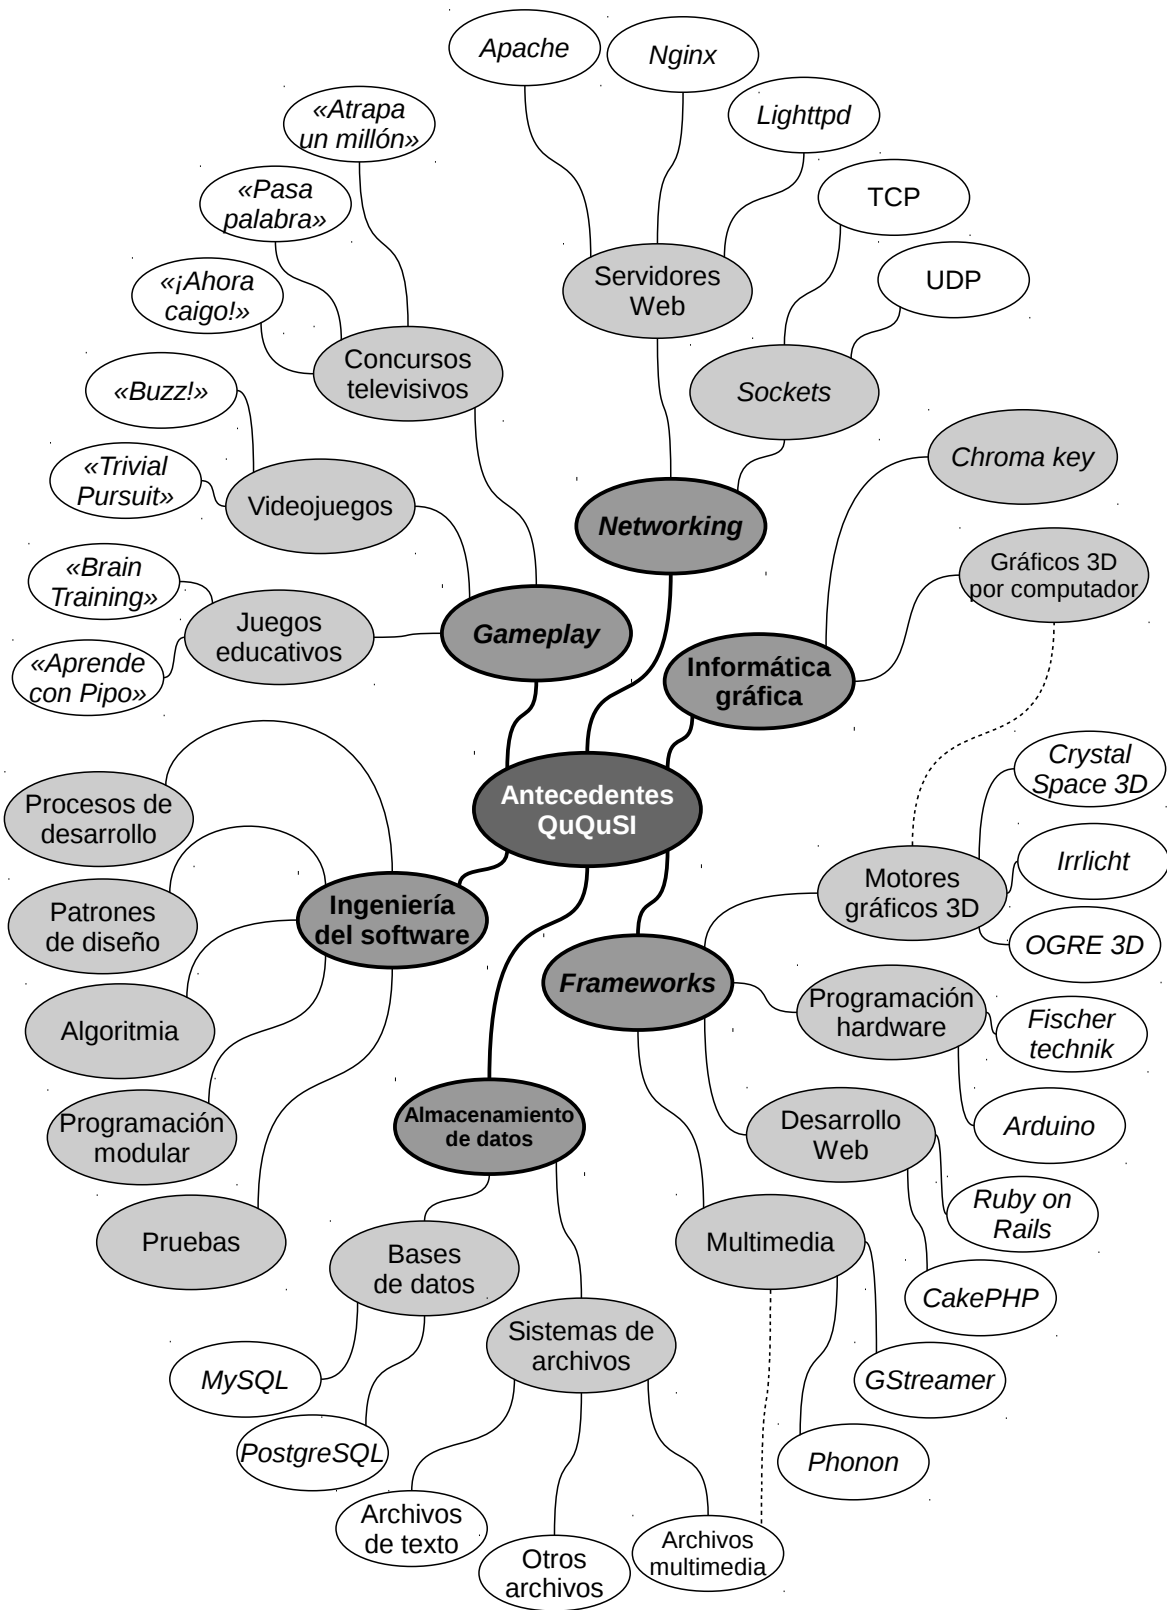 Apache
Nginx
Lighttpd
«Atrapa
un millón»
«Pasa
palabra»
TCP
UDP
Servidores
Web
«¡Ahora
caigo!»
Concursos
televisivos
Sockets
«Buzz!»
Chroma key
«Trivial
Pursuit»
Videojuegos
Networking
Gráficos 3D
por computador
«Brain
Training»
Juegos
educativos
Gameplay
«Aprende
con Pipo»
Informática
gráfica
Crystal
Space 3D
Procesos de
desarrollo
Antecedentes
QuQuSI
Irrlicht
Motores
gráficos 3D
Patrones
de diseño
Ingeniería
del software
OGRE 3D
Frameworks
Programación
hardware
Fischer
technik
Algoritmia
Almacenamiento
de datos
Desarrollo
Web
Arduino
Programación
modular
Ruby on
Rails
Pruebas
Bases
de datos
Multimedia
CakePHP
Sistemas de
archivos
MySQL
GStreamer
PostgreSQL
Phonon
Archivos
de texto
Otros
archivos
Archivos
multimedia